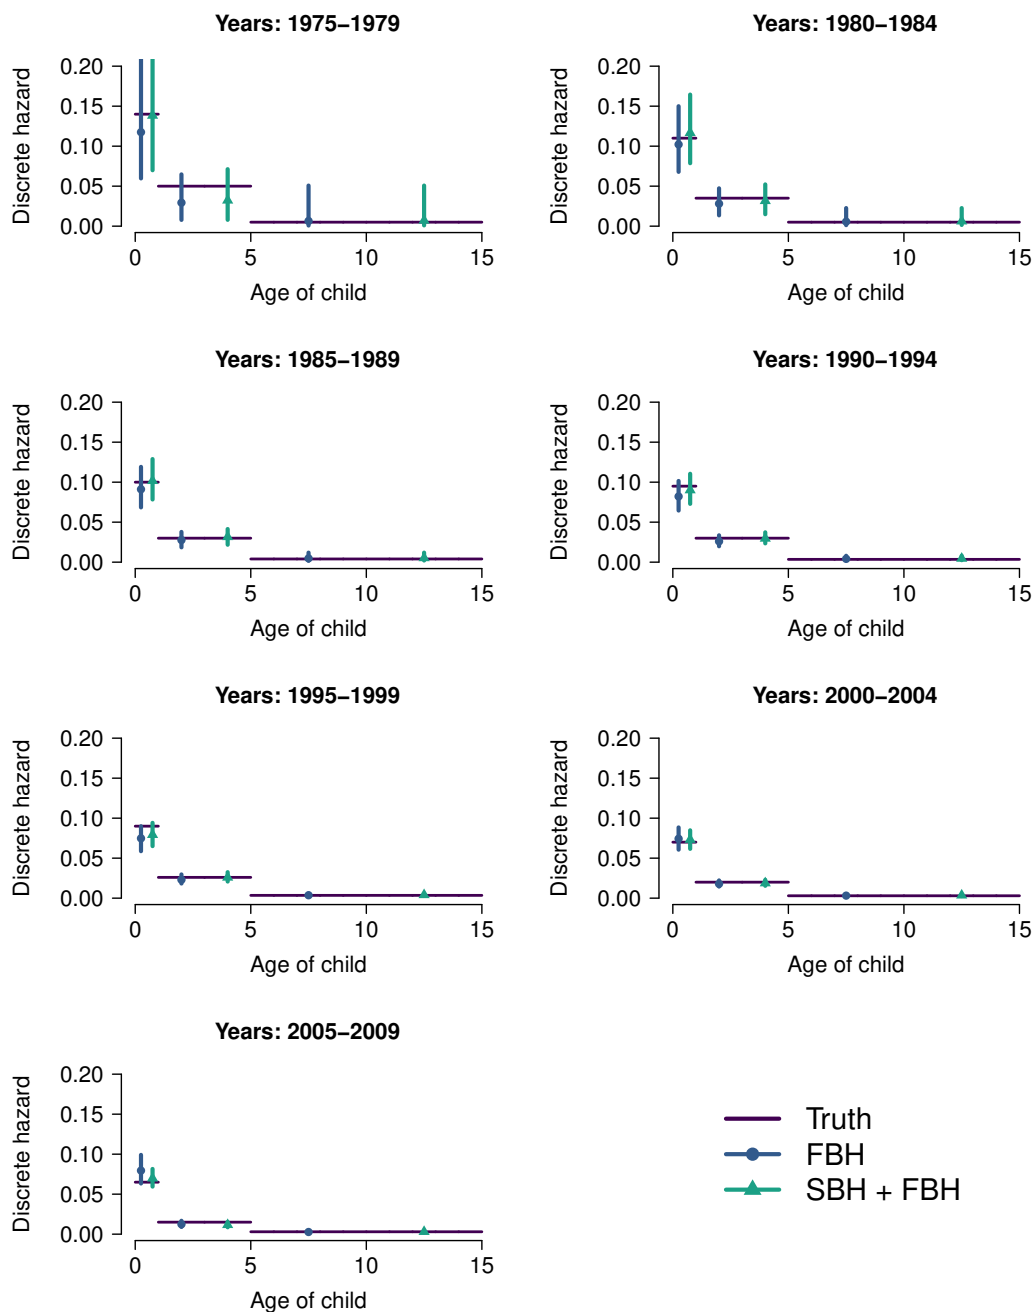 Years: 1975−1979
Discrete hazard
0.20
0.15
0.10
0.05
0.00
0 5 10 15
Age of child
Years: 1980−1984
Discrete hazard
0.20
0.15
0.10
0.05
0.00
0 5 10 15
Age of child
Years: 1985−1989
Discrete hazard
0.20
0.15
0.10
0.05
0.00
0 5 10 15
Age of child
Years: 1990−1994
Discrete hazard
0.20
0.15
0.10
0.05
0.00
0 5 10 15
Age of child
Years: 1995−1999
Discrete hazard
0.20
0.15
0.10
0.05
0.00
0 5 10 15
Age of child
Years: 2000−2004
Discrete hazard
0.20
0.15
0.10
0.05
0.00
0 5 10 15
Age of child
Years: 2005−2009
Discrete hazard
0.20
0.15
0.10
0.05
0.00
0 5 10 15
Age of child
Truth
FBH
SBH + FBH